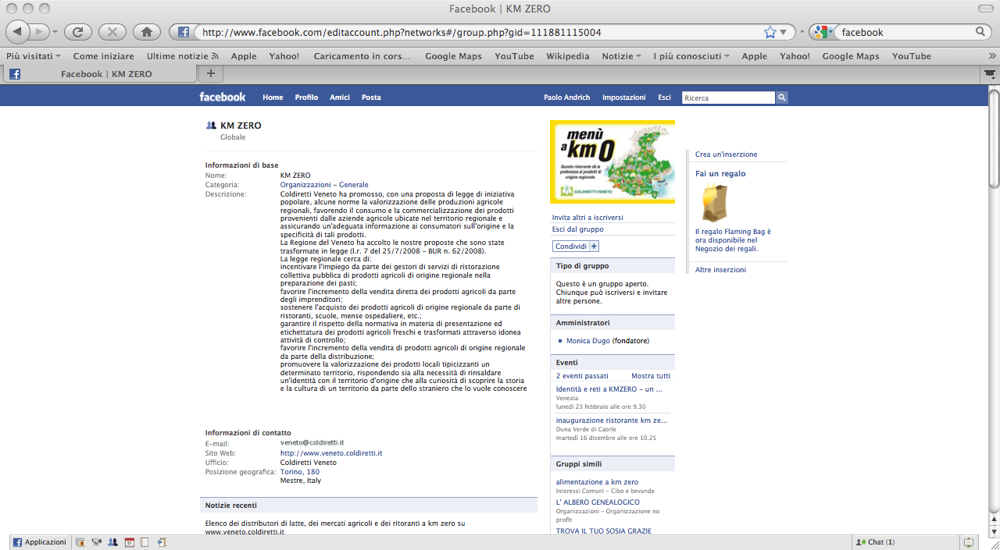 Facebook | KM ZERO
http://www.facebook.com/editaccount.php?networks#/group.php?gid=111881115004
facebook
Più visitati Come iniziare Ultime notizie Apple Yahoo! Caricamento in cors... Google Maps YouTube Wikipedia Notizie I più conosciuti Apple Yahoo! Google Maps YouTube »
Facebook | KM ZERO +
facebook Home Profilo Amici Posta Paolo Andrich Impostazioni Esci Ricerca
KM ZERO
Globale
Informazioni di base
Nome: KM ZERO
Categoria: Organizzazioni - Generale
Descrizione: Coldiretti Veneto ha promosso, con una proposta di legge di iniziativa
popolare, alcune norme la valorizzazione delle produzioni agricole
regionali, favorendo il consumo e la commercializzazione dei prodotti
provenienti dalle aziende agricole ubicate nel territorio regionale e
assicurando un'adeguata informazione ai consumatori sull'origine e la
specificità di tali prodotti.
La Regione del Veneto ha accolto le nostre proposte che sono state
trasformate in legge (l.r. 7 del 25/7/2008 - BUR n. 62/2008).
La legge regionale cerca di:
incentivare l'impiego da parte dei gestori di servizi di ristorazione
collettiva pubblica di prodotti agricoli di origine regionale nella
preparazione dei pasti;
favorire l'incremento della vendita diretta dei prodotti agricoli da parte
degli imprenditori;
sostenere l'acquisto dei prodotti agricoli di origine regionale da parte di
ristoranti, scuole, mense ospedaliere, etc.;
garantire il rispetto della normativa in materia di presentazione ed
etichettatura dei prodotti agricoli freschi e trasformati attraverso idonea
attività di controllo;
favorire l'incremento della vendita di prodotti agricoli di origine regionale
da parte della distribuzione;
promuovere la valorizzazione dei prodotti locali tipicizzanti un
determinato territorio, rispondendo sia alla necessità di rinsaldare
un'identità con il territorio d'origine che alla curiosità di scoprire la storia
e la cultura di un territorio da parte dello straniero che lo vuole conoscere
Informazioni di contatto
E-mail: veneto@coldiretti.it
Sito Web: http://www.veneto.coldiretti.it
Ufficio: Coldiretti Veneto
Posizione geografica: Torino, 180
Mestre, Italy
Notizie recenti
Elenco dei distributori di latte, dei mercati agricoli e dei ritoranti a km zero su
www.veneto.coldiretti.it
menù
a km 0
Questo ristorante dà la
preferenza ai prodotti di
origine regionale.
COLDIRETTI VENETO
Invita altri a iscriversi
Esci dal gruppo
Condividi +
Tipo di gruppo
Questo è un gruppo aperto.
Chiunque può iscriversi e invitare
altre persone.
Amministratori
Monica Dugo (fondatore)
Eventi
2 eventi passati Mostra tutti
Identità e reti a KMZERO - un ...
Venezia
lunedì 23 febbraio alle ore 9.30
inaugurazione ristorante km ze...
Duna Verde di Caorle
martedì 16 dicembre alle ore 10.25
Gruppi simili
alimentazione a km zero
Interessi Comuni - Cibo e bevande
L' ALBERO GENEALOGICO
Organizzazioni - Organizzazione no
profit
TROVA IL TUO SOSIA GRAZIE
Crea un'inserzione
Fai un regalo
Il regalo Flaming Bag è
ora disponibile nel
Negozio dei regali.
Altre inserzioni
Applicazioni 31 Chat (1)